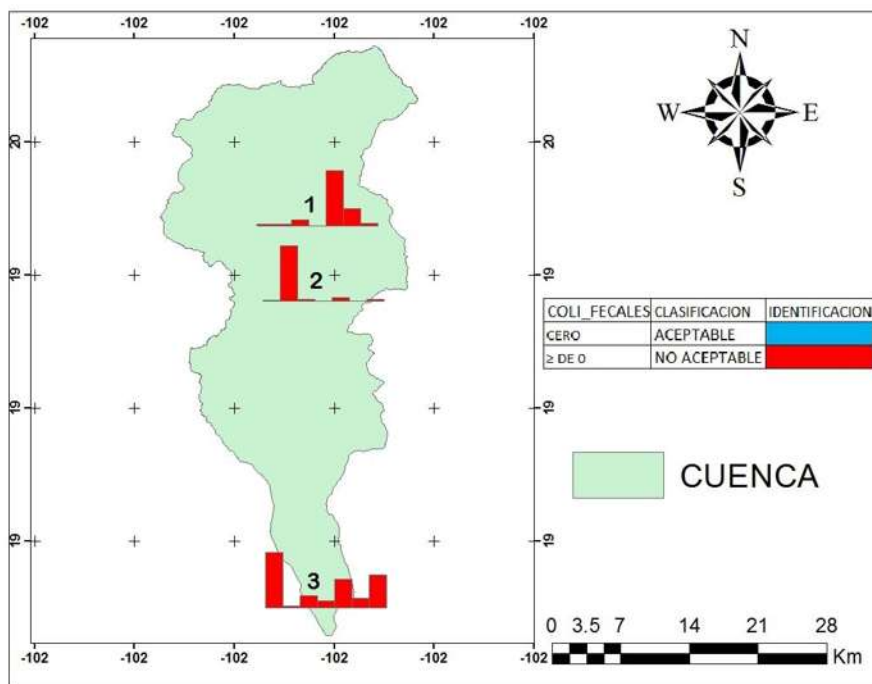 -102 -102 -102 -102 -102 -102
N
W E
S
20 20
1
19 19
2
COLI_FECALES CLASIFICACION IDENTIFICACION
CERO ACEPTABLE
≥ DE 0 NO ACEPTABLE
19 19
CUENCA
19 19
3
0 3.5 7 14 21 28
Km
-102 -102 -102 -102 -102 -102